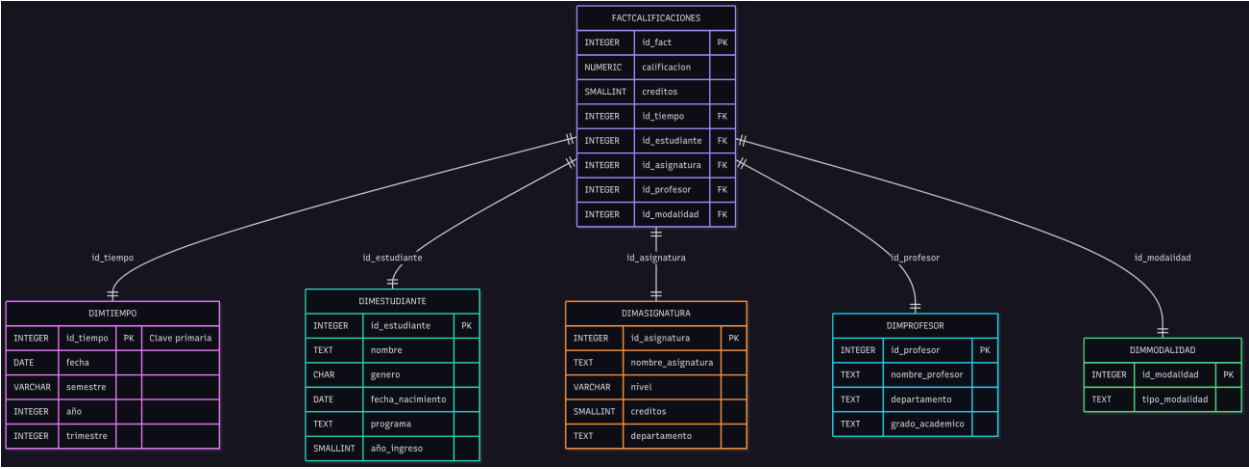 FACTCALIFICACIONES
INTEGER id_fact PK
NUMERIC calificacion
SMALLINT creditos
INTEGER id_tiempo FK
INTEGER id_estudiante FK
INTEGER id_asignatura FK
INTEGER id_profesor FK
INTEGER id_modalidad FK
id_tiempo
id_estudiante
id_asignatura
id_profesor
id_modalidad
DIMTIEMPO
INTEGER id_tiempo PK Clave primaria
DATE fecha
VARCHAR semestre
INTEGER año
INTEGER trimestre
DIMESTUDIANTE
INTEGER id_estudiante PK
TEXT nombre
CHAR genero
DATE fecha_nacimiento
TEXT programa
SMALLINT año_ingreso
DIMASIGNATURA
INTEGER id_asignatura PK
TEXT nombre_asignatura
VARCHAR nivel
SMALLINT creditos
TEXT departamento
DIMPROFESOR
INTEGER id_profesor PK
TEXT nombre_profesor
TEXT departamento
TEXT grado_academico
DIMMODALIDAD
INTEGER id_modalidad PK
TEXT tipo_modalidad